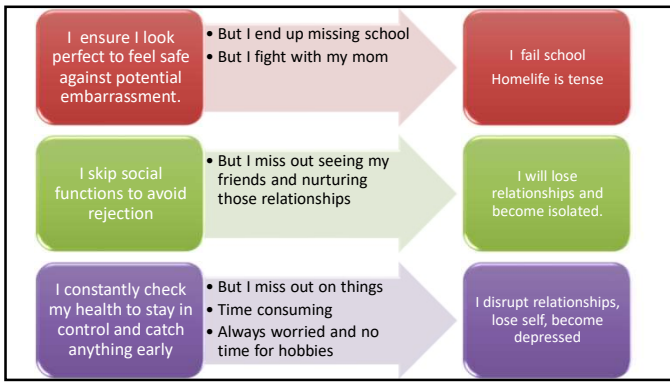 I ensure I look
perfect to feel safe
against potential
embarrassment.
• But I end up missing school
• But I fight with my mom
I fail school
Homelife is tense
I skip social
functions to avoid
rejection
• But I miss out seeing my
friends and nurturing
those relationships
I will lose
relationships and
become isolated.
I constantly check
my health to stay in
control and catch
anything early
• But I miss out on things
• Time consuming
• Always worried and no
time for hobbies
I disrupt relationships,
lose self, become
depressed